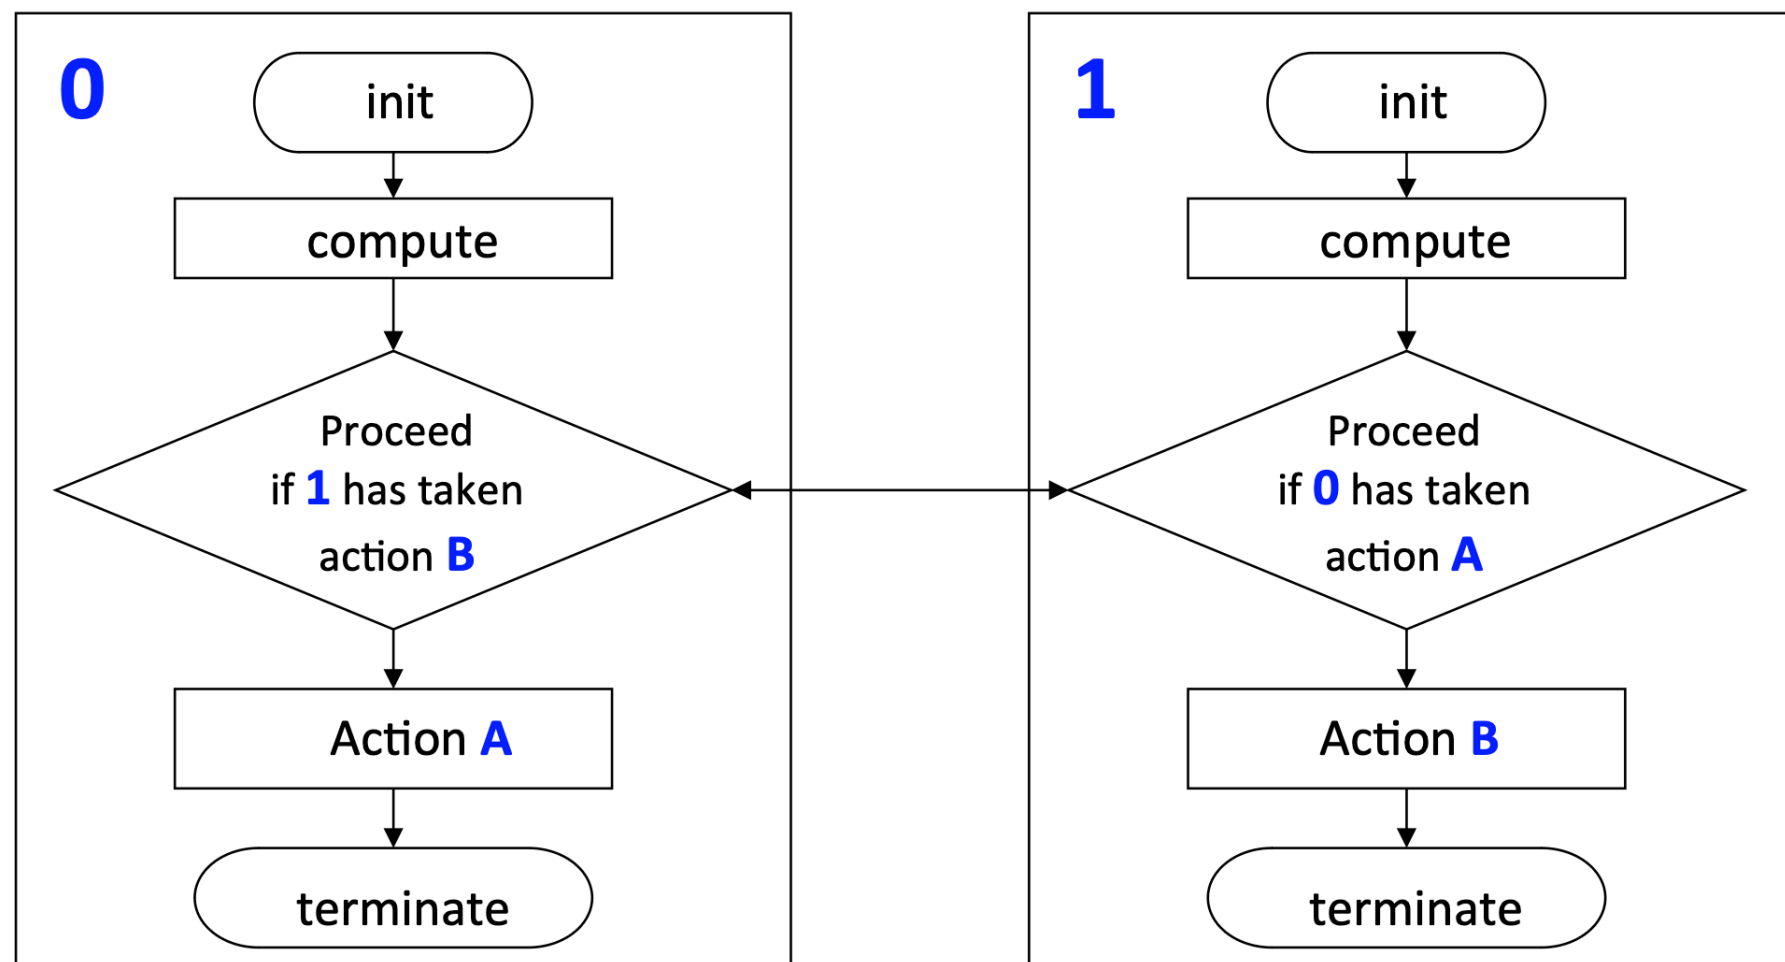 0
init
compute
Proceed
if 1 has taken
action B
Action A
terminate
1
init
compute
Proceed
if 0 has taken
action A
Action B
terminate